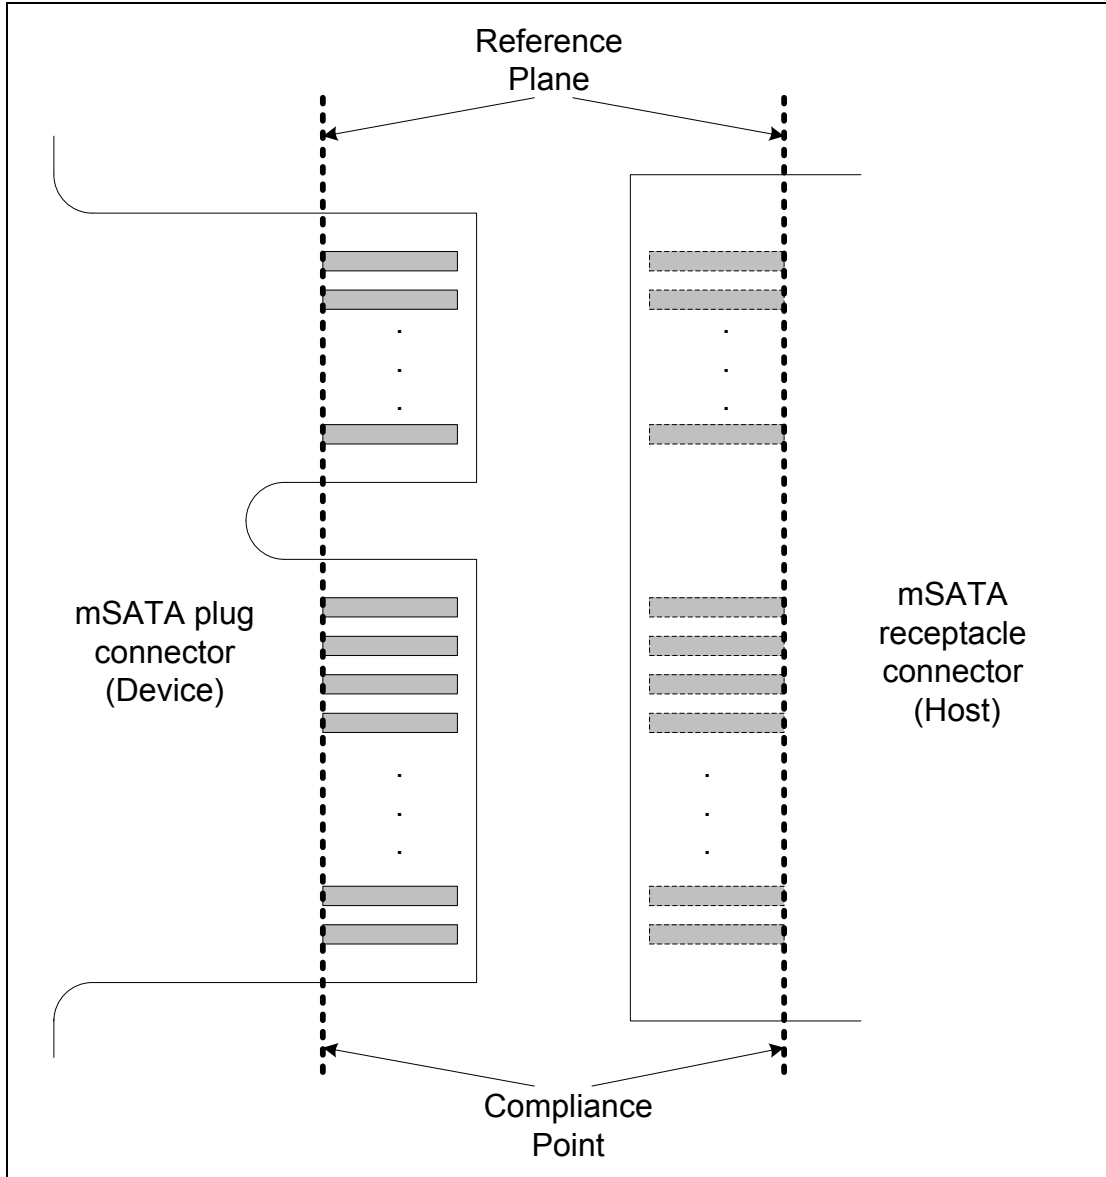 Reference
Plane
mSATA plug
connector
(Device)
mSATA
receptacle
connector
(Host)
Compliance
Point